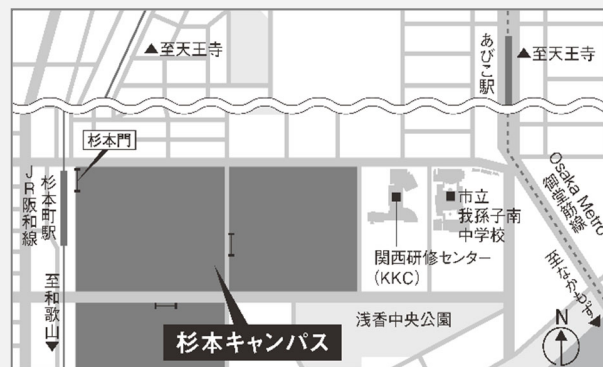 ▲至天王寺
あびこ駅
▲至天王寺
杉本門
JR阪和線
杉本町駅
至和歌山▼
■市立
我孫子南
中学校
Osaka Metro
御堂筋線
至なかもず▼
関西研修センター
(KKC)
浅香中央公園
N
杉本キャンパス